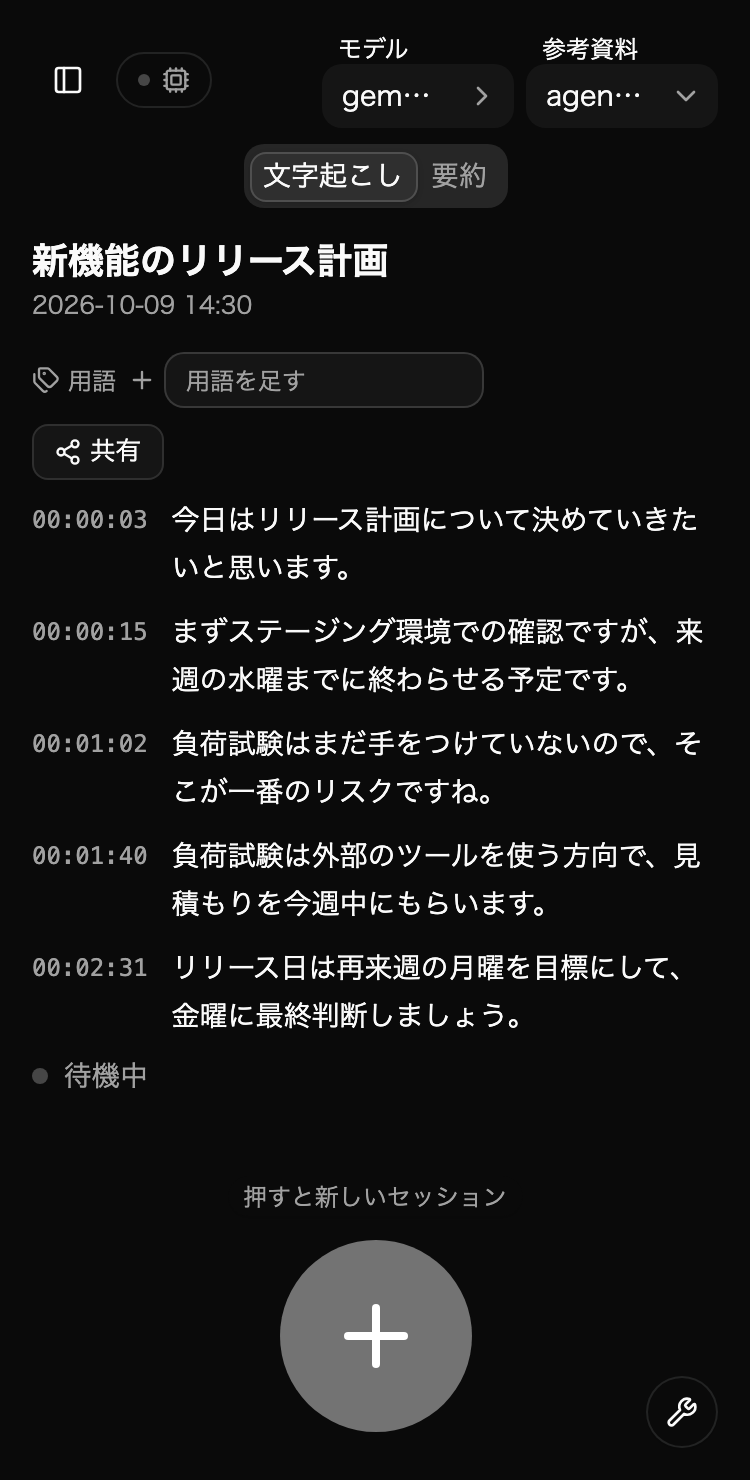 モデル
参考資料
gem…
agen…
文字起こし
要約
新機能のリリース計画
2026-10-09 14:30
用語
用語を足す
共有
00:00:03 今日はリリース計画について決めていきた
いと思います。
00:00:15 まずステージング環境での確認ですが、来
週の水曜までに終わらせる予定です。
00:01:02 負荷試験はまだ手をつけていないので、そ
こが一番のリスクですね。
00:01:40 負荷試験は外部のツールを使う方向で、見
積もりを今週中にもらいます。
00:02:31 リリース日は再来週の月曜を目標にして、
金曜に最終判断しましょう。
待機中
押すと新しいセッション